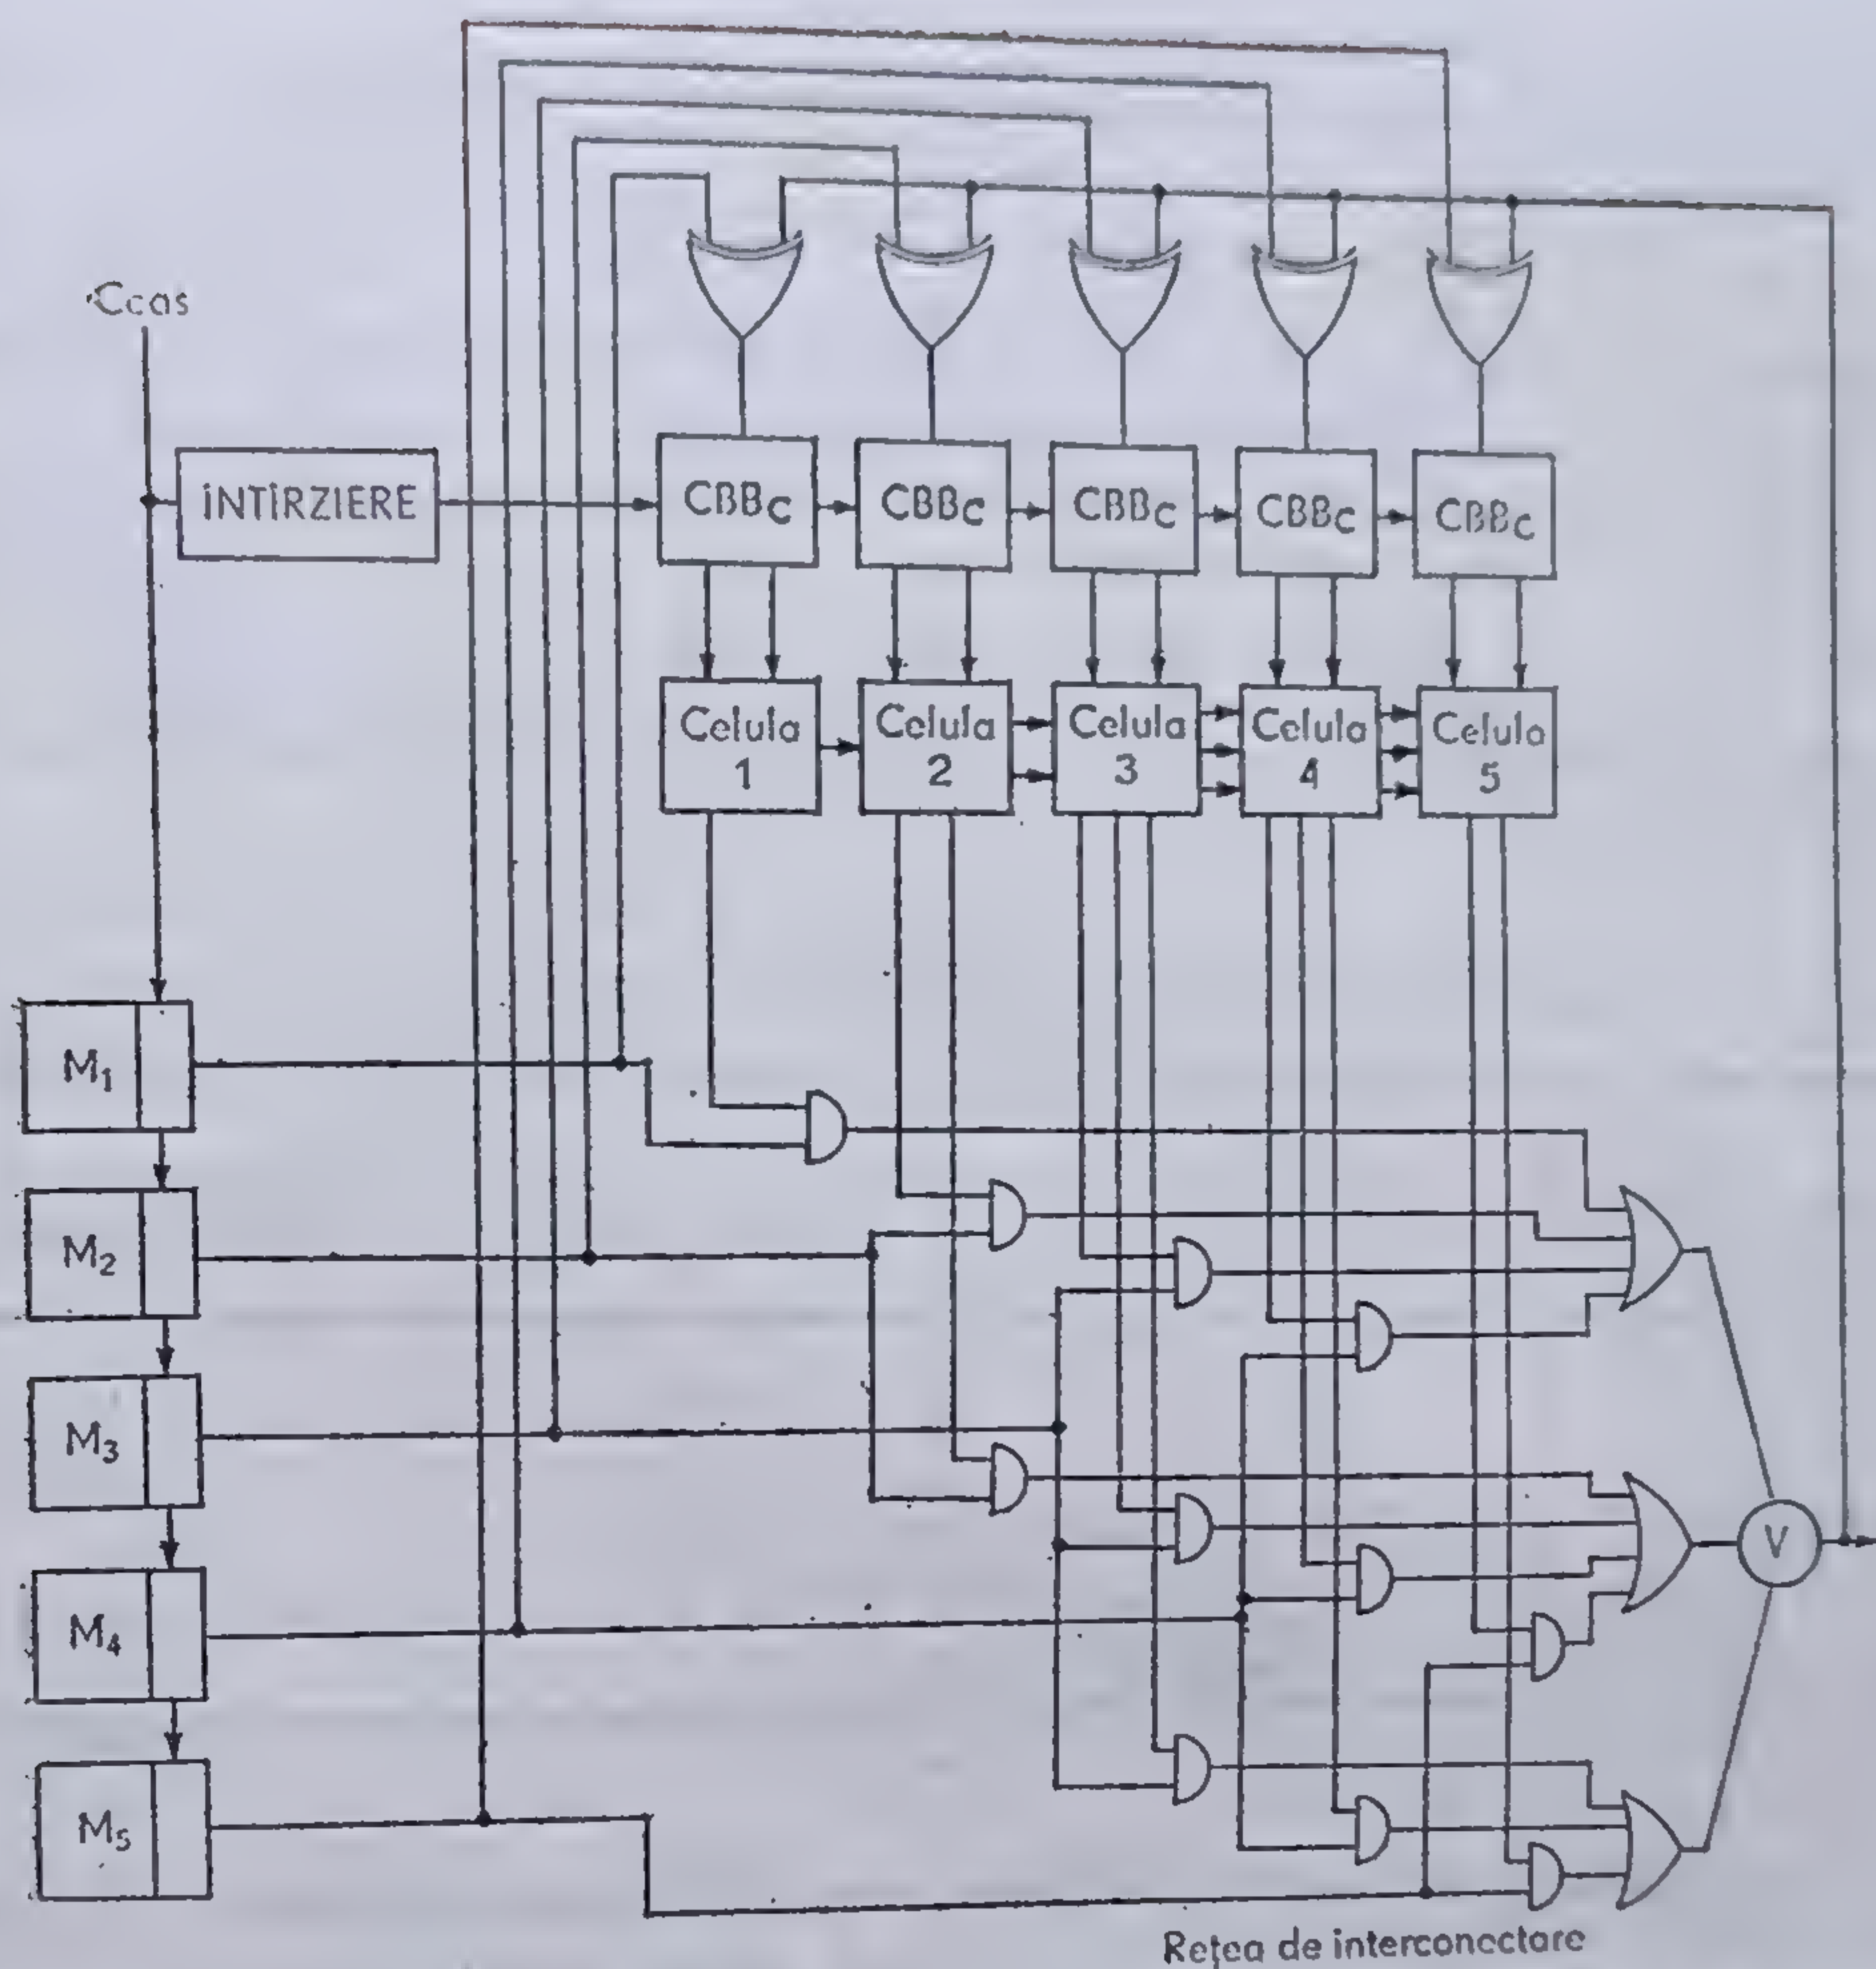 Ccas
ÎNTÎRZIERE
CBBC
CBBC
CBBC
CBBC
CBBC
Celula
1
Celula
2
Celula
3
Celula
4
Celula
5
M1
M2
M3
M4
M5
V
Rețea de interconectare